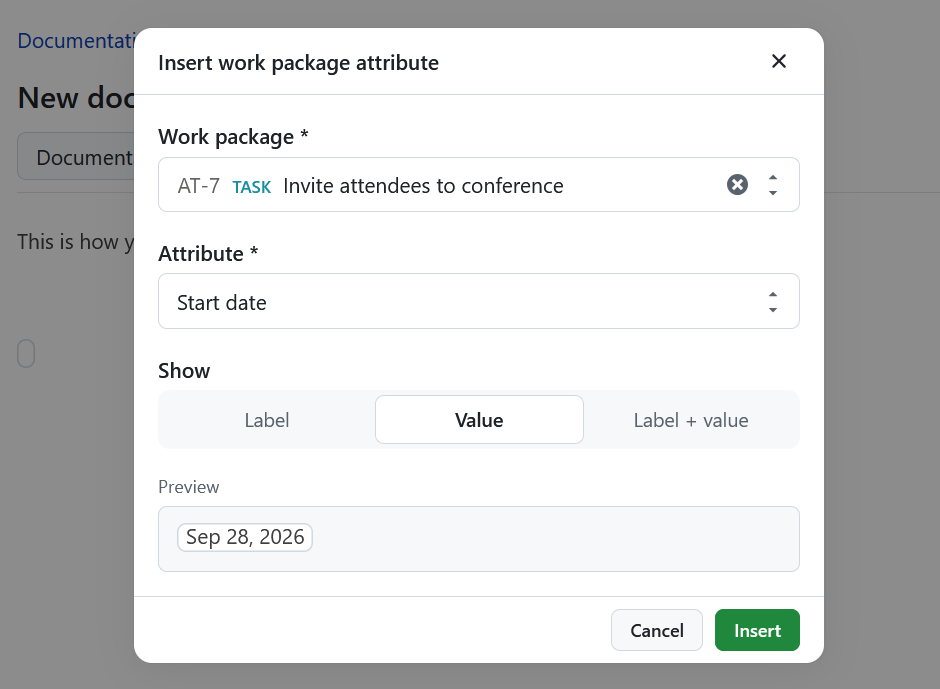 Documentati
Insert work package attribute
New doc
Work package *
Document
AT-7 TASK Invite attendees to conference
This is how y
Attribute *
Start date
Show
Label Value Label + value
Preview
Sep 28, 2026
Cancel Insert